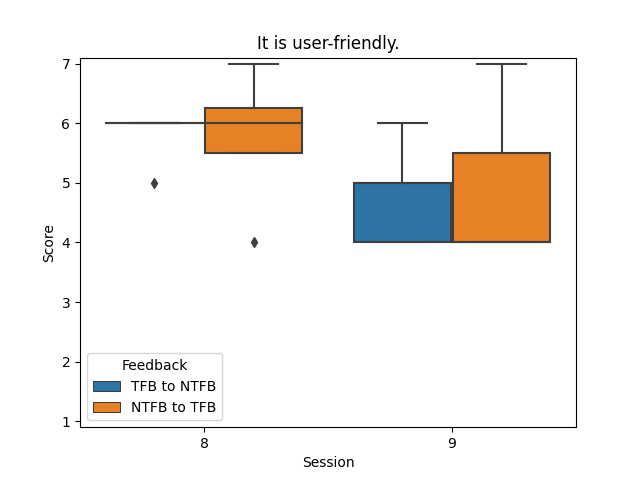 It is user-friendly.
7
6
5
4
3
2
1
Score
Feedback
TFB to NTFB
NTFB to TFB
8
9
Session